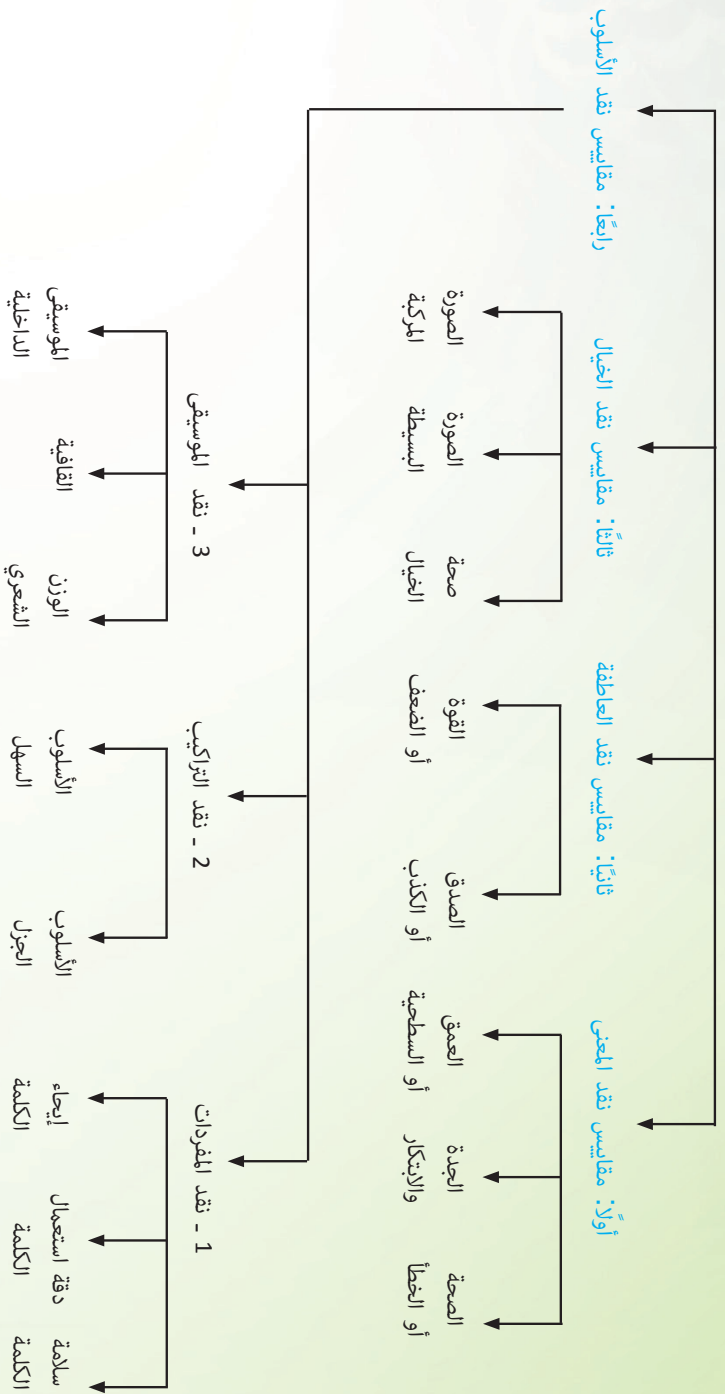 أولًا: مقاييس نقد المعنى
ثانيًا: مقاييس نقد العاطفة
ثالثًا: مقاييس نقد الخيال
رابعًا: مقاييس نقد الأسلوب
الصحة
أو الخطأ
الجدة
والابتكار
العمق
أو السطحية
الصدق
أو الكذب
القوة
أو الضعف
صحة
الخيال
الصورة
البسيطة
الصورة
المركبة
1 - نقد المفردات
2 - نقد التراكيب
3 - نقد الموسيقى
سلامة
الكلمة
دقة استعمال
الكلمة
إيحاء
الكلمة
الأسلوب
الجزل
الأسلوب
السهل
الوزن
الشعري
القافية
الموسيقى
الداخلية